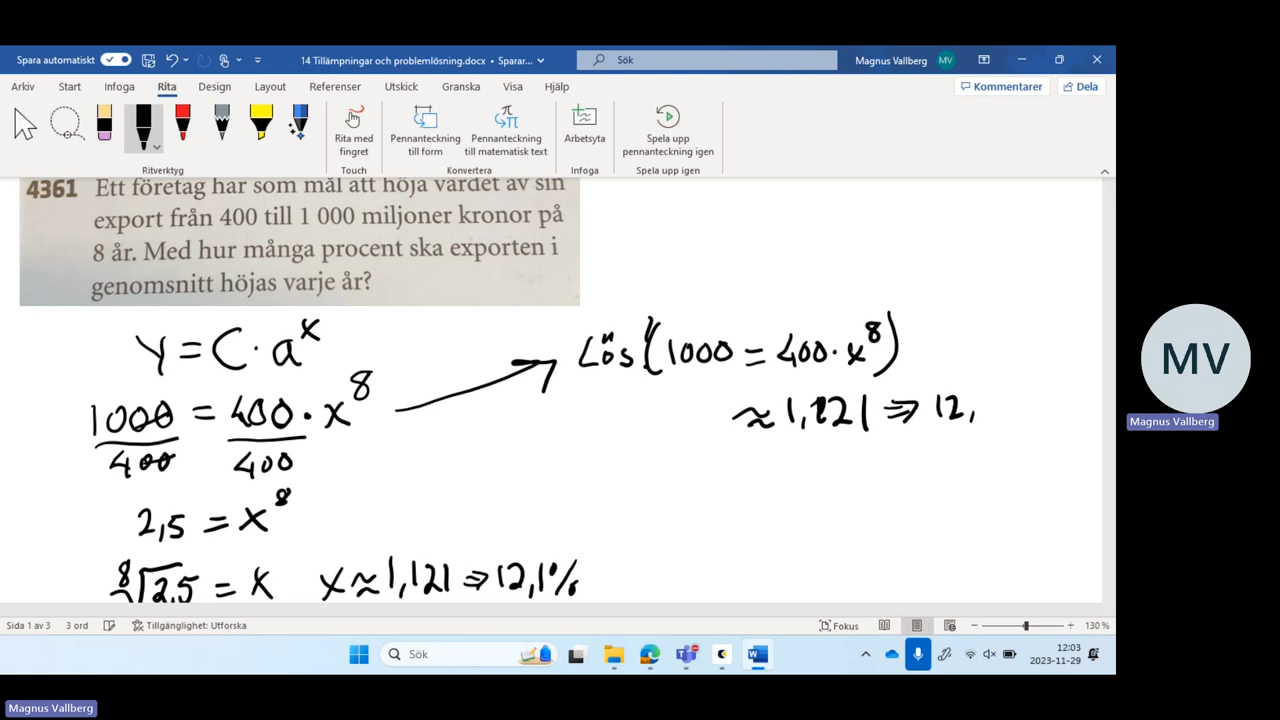 Spara automatiskt
14 Tillämpningar och problemlösning.docx • Sparar...
Sök
Magnus Vallberg
MV
Arkiv Start Infoga Rita Design Layout Referenser Utskick Granska Visa Hjälp
Kommentarer
Dela
Rita med fingret
Pennanteckning till form
Pennanteckning till matematisk text
Arbetsyta
Spela upp pennanteckning igen
Ritverktyg
Touch
Konvertera
Infoga
Spela upp igen
4361 Ett företag har som mål att höja värdet av sin
export från 400 till 1 000 miljoner kronor på
8 år. Med hur många procent ska exporten i
genomsnitt höjas varje år?
y = C · a^x
1000 = 400 · x^8
400 400
2,5 = x^8
8√2,5 = x x ≈ 1,121 ⇒ 12,1%
Lös(1000 = 400 · x^8)
≈ 1,121 ⇒ 12,
MV
Magnus Vallberg
Sida 1 av 3
3 ord
Tillgänglighet: Utforska
Fokus
130 %
Sök
12:03
2023-11-29
Magnus Vallberg